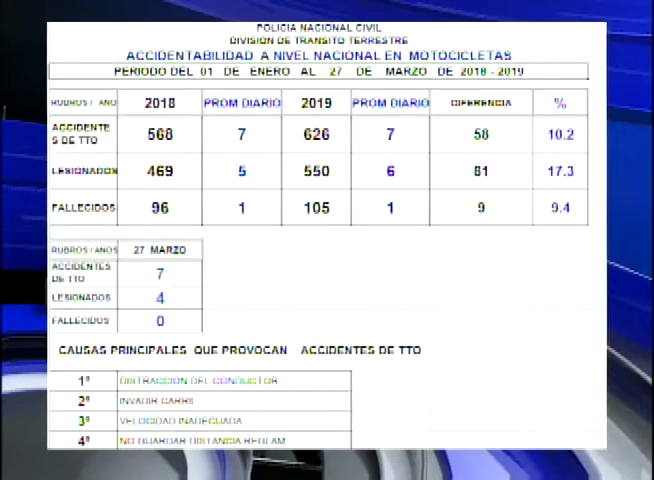 POLICIA NACIONAL CIVIL
DIVISION DE TRANSITO TERRESTRE
ACCIDENTABILIDAD A NIVEL NACIONAL EN MOTOCICLETAS
PERIODO DEL 01 DE ENERO AL 27 DE MARZO DE 2018 - 2019
RUBROS / AÑO 2018 PROM DIARIO 2019 PROM DIARIO DIFERENCIA %
ACCIDENTE
S DE TTO 568 7 626 7 58 10.2
LESIONADOS 469 5 550 6 81 17.3
FALLECIDOS 96 1 105 1 9 9.4
RUBROS / AÑOS 27 MARZO
ACCIDENTES
DE TTO 7
LESIONADOS 4
FALLECIDOS 0
CAUSAS PRINCIPALES QUE PROVOCAN ACCIDENTES DE TTO
1º DISTRACCION DEL CONDUCTOR
2º INVADIR CARRIL
3º VELOCIDAD INADECUADA
4º NO GUARDAR DISTANCIA REGLAM